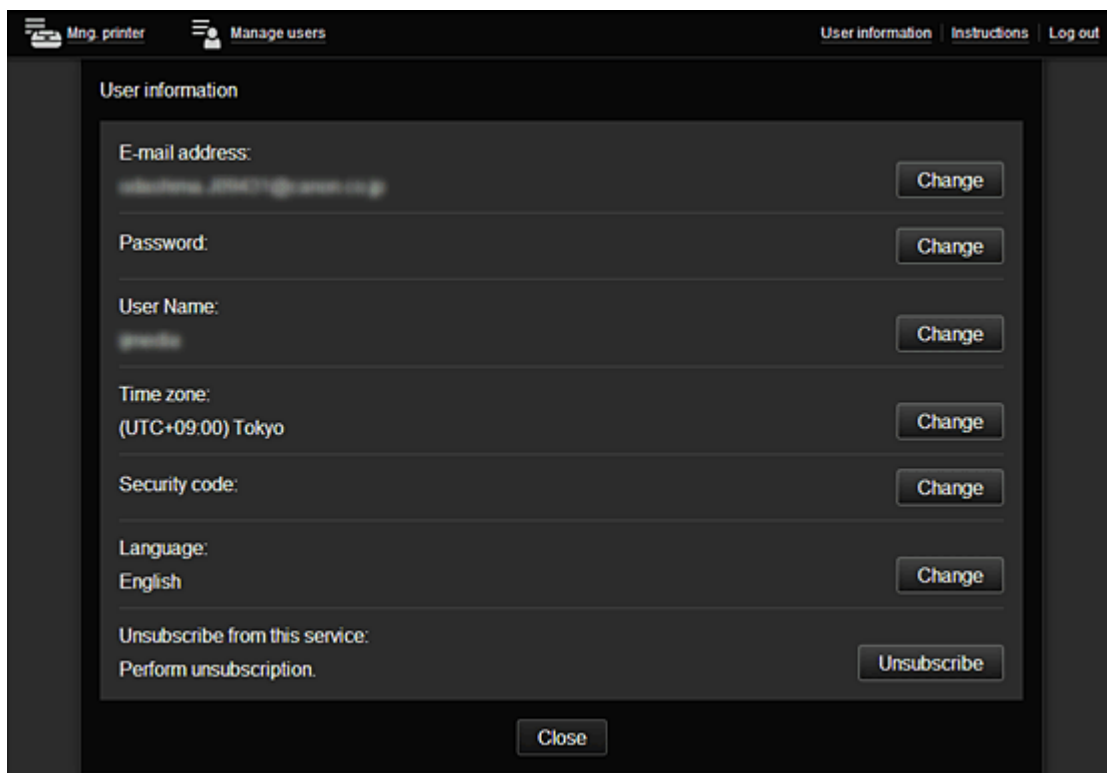 Mng. printer Manage users User information Instructions Log out
User information
E-mail address:
Change
Password:
Change
User Name:
Change
Time zone:
(UTC+09:00) Tokyo
Change
Security code:
Change
Language:
English
Change
Unsubscribe from this service:
Perform unsubscription.
Unsubscribe
Close